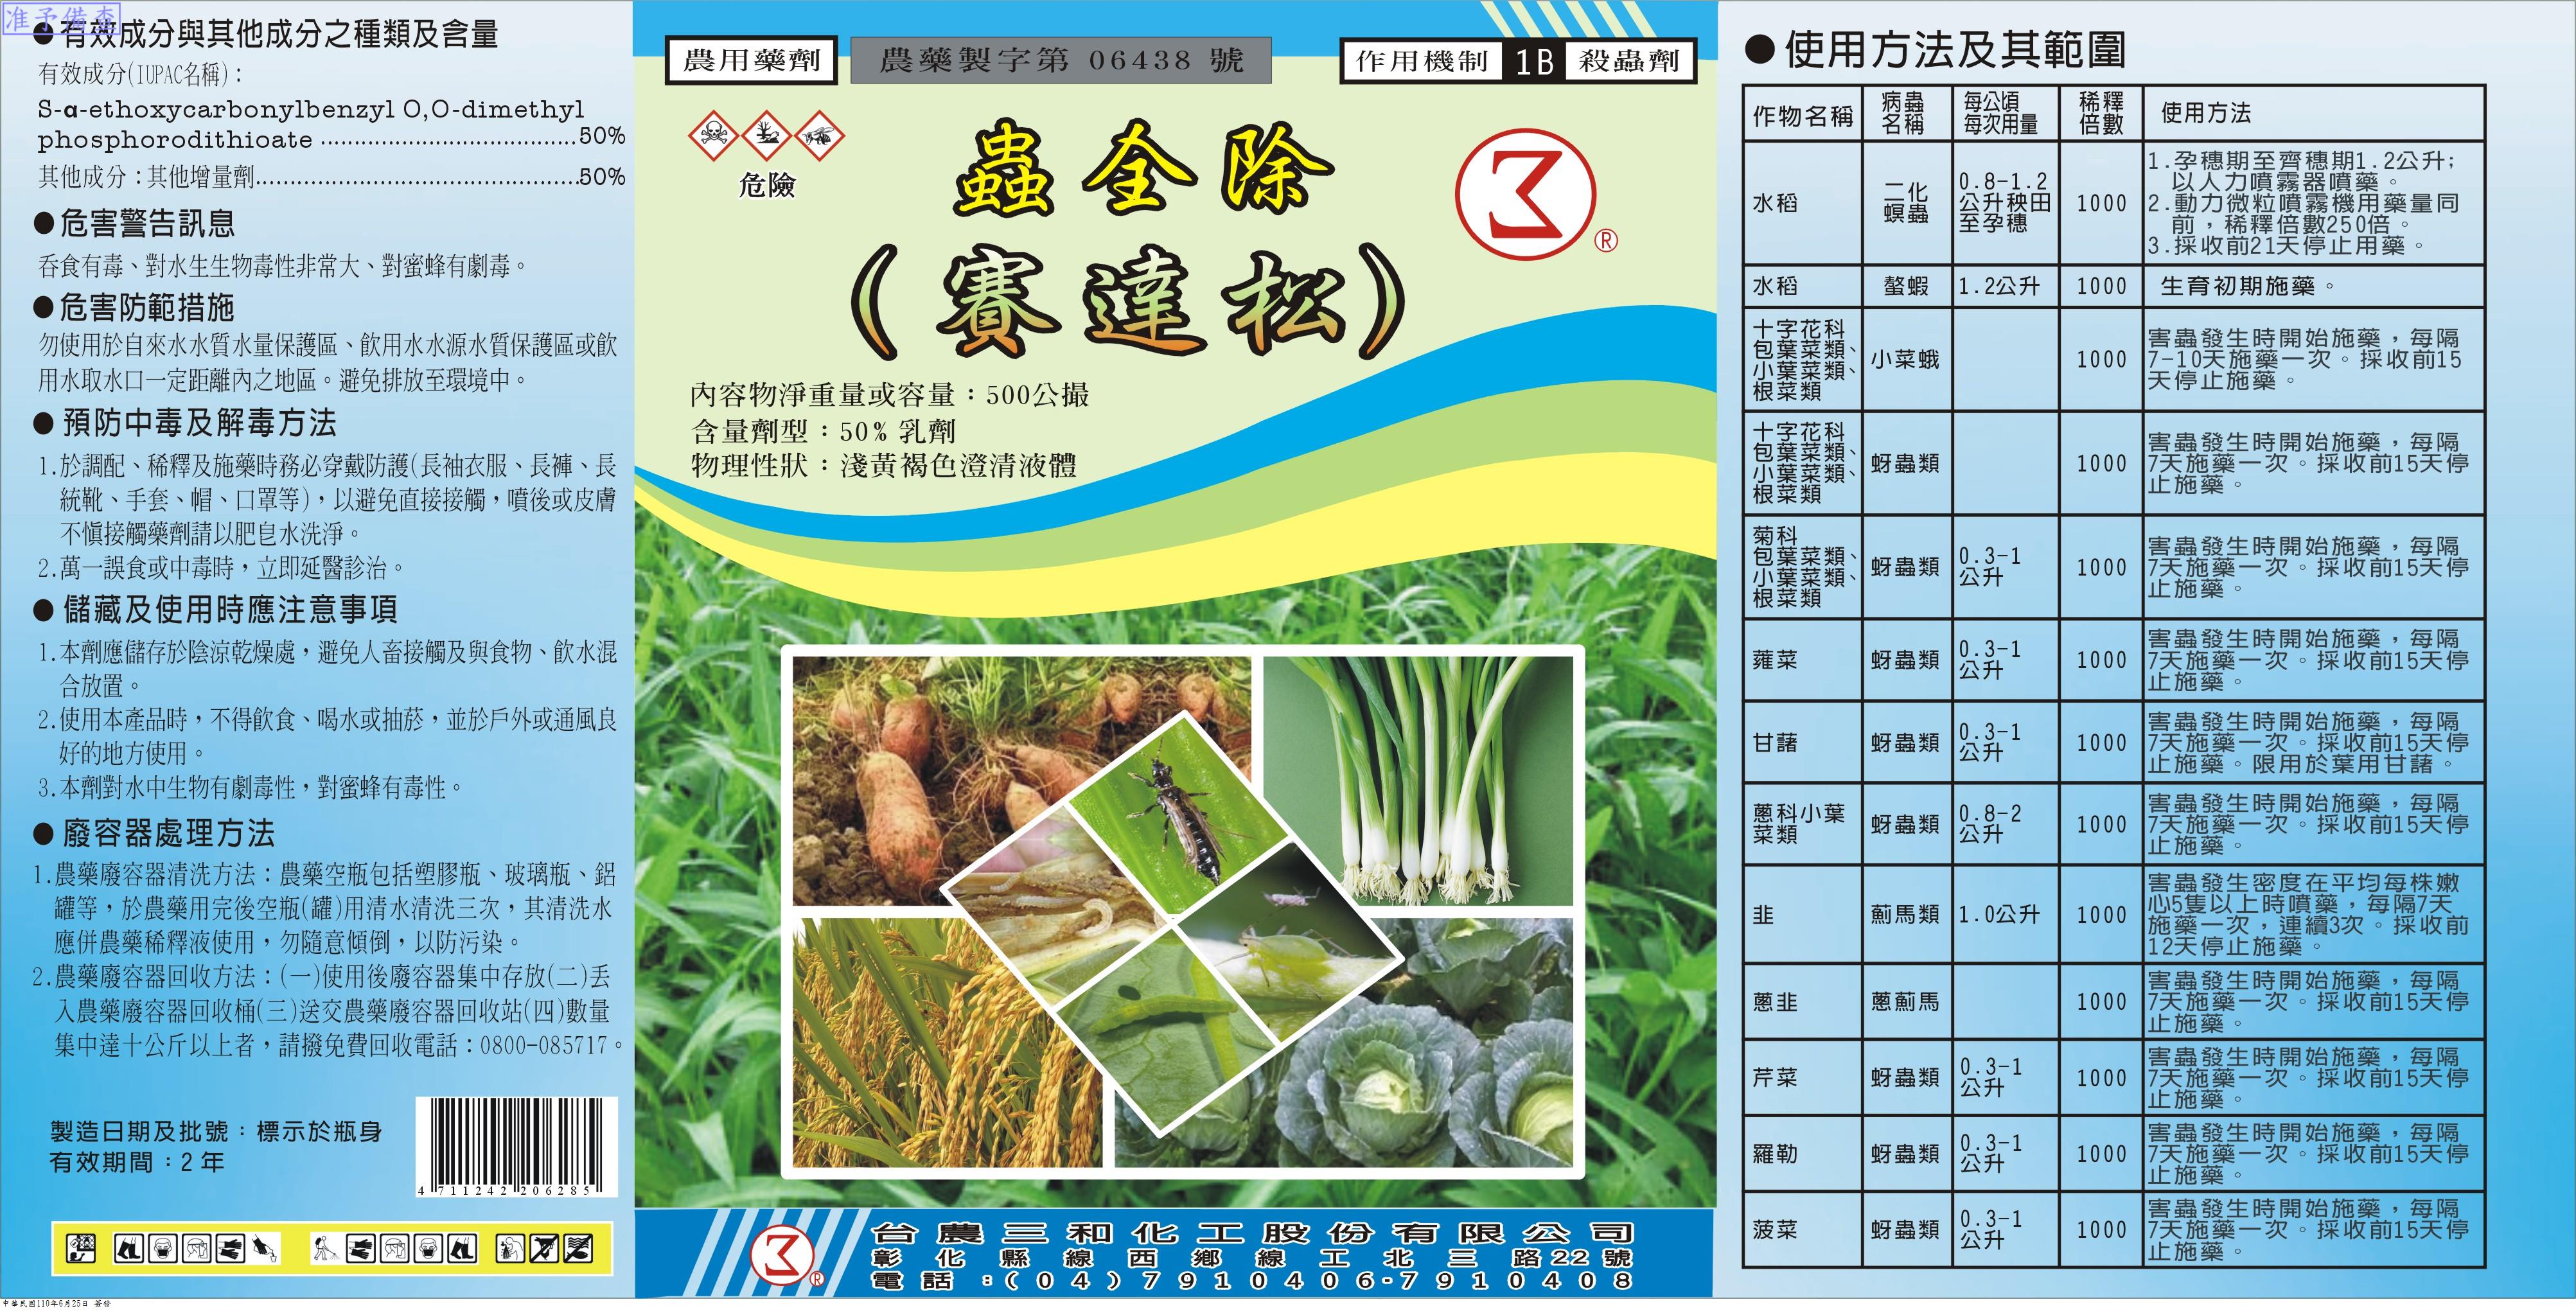 准予備查
●有效成分與其他成分之種類及含量
有效成分(IUPAC名稱)：
S-α-ethoxycarbonylbenzyl O,O-dimethyl
phosphorodithioate ......................................50%
其他成分：其他增量劑................................................50%
●危害警告訊息
吞食有毒、對水生生物毒性非常大、對蜜蜂有劇毒。
●危害防範措施
勿使用於自來水水質水量保護區、飲用水水源水質保護區或飲
用水取水口一定距離內之地區。避免排放至環境中。
● 預防中毒及解毒方法
1.於調配、稀釋及施藥時務必穿戴防護(長袖衣服、長褲、長
統靴、手套、帽、口罩等)，以避免直接接觸，噴後或皮膚
不慎接觸藥劑請以肥皂水洗淨。
2.萬一誤食或中毒時，立即延醫診治。
● 儲藏及使用時應注意事項
1.本劑應儲存於陰涼乾燥處，避免人畜接觸及與食物、飲水混
合放置。
2.使用本產品時，不得飲食、喝水或抽菸，並於戶外或通風良
好的地方使用。
3.本劑對水中生物有劇毒性，對蜜蜂有毒性。
● 廢容器處理方法
1.農藥廢容器清洗方法：農藥空瓶包括塑膠瓶、玻璃瓶、鋁
罐等，於農藥用完後空瓶(罐)用清水清洗三次，其清洗水
應併農藥稀釋液使用，勿隨意傾倒，以防污染。
2.農藥廢容器回收方法：(一)使用後廢容器集中存放(二)丟
入農藥廢容器回收桶(三)送交農藥廢容器回收站(四)數量
集中達十公斤以上者，請撥免費回收電話：0800-085717。
製造日期及批號：標示於瓶身
有效期間：2 年
4 711242 206285
中華民國110年6月25日 簽發
農用藥劑
農藥製字第 06438 號
作用機制 1B 殺蟲劑
危險
蟲全除
(賽達松)
®
內容物淨重量或容量：500公撮
含量劑型：50% 乳劑
物理性狀：淺黃褐色澄清液體
®
台農三和化工股份有限公司
彰化縣線西鄉線工北三路22號
電話:(04)7910406·7910408
● 使用方法及其範圍
作物名稱 病蟲名稱 每公頃每次用量 稀釋倍數 使用方法
水稻 二化螟蟲 0.8-1.2公升秧田至孕穗 1000 1.孕穗期至齊穗期1.2公升;
以人力噴霧器噴藥。
2.動力微粒噴霧機用藥量同
前，稀釋倍數250倍。
3.採收前21天停止用藥。
水稻 螯蝦 1.2公升 1000 生育初期施藥。
十字花科
包葉菜類、
小葉菜類、
根菜類 小菜蛾 1000 害蟲發生時開始施藥，每隔
7-10天施藥一次。採收前15
天停止施藥。
十字花科
包葉菜類、
小葉菜類、
根菜類 蚜蟲類 1000 害蟲發生時開始施藥，每隔
7天施藥一次。採收前15天停
止施藥。
菊科
包葉菜類、
小葉菜類、
根菜類 蚜蟲類 0.3-1公升 1000 害蟲發生時開始施藥，每隔
7天施藥一次。採收前15天停
止施藥。
蕹菜 蚜蟲類 0.3-1公升 1000 害蟲發生時開始施藥，每隔
7天施藥一次。採收前15天停
止施藥。
甘藷 蚜蟲類 0.3-1公升 1000 害蟲發生時開始施藥，每隔
7天施藥一次。採收前15天停
止施藥。限用於葉用甘藷。
蔥科小葉
菜類 蚜蟲類 0.8-2公升 1000 害蟲發生時開始施藥，每隔
7天施藥一次。採收前15天停
止施藥。
韭 薊馬類 1.0公升 1000 害蟲發生密度在平均每株嫩
心5隻以上時噴藥，每隔7天
施藥一次，連續3次。採收前
12天停止施藥。
蔥韭 蔥薊馬 1000 害蟲發生時開始施藥，每隔
7天施藥一次。採收前15天停
止施藥。
芹菜 蚜蟲類 0.3-1公升 1000 害蟲發生時開始施藥，每隔
7天施藥一次。採收前15天停
止施藥。
羅勒 蚜蟲類 0.3-1公升 1000 害蟲發生時開始施藥，每隔
7天施藥一次。採收前15天停
止施藥。
菠菜 蚜蟲類 0.3-1公升 1000 害蟲發生時開始施藥，每隔
7天施藥一次。採收前15天停
止施藥。